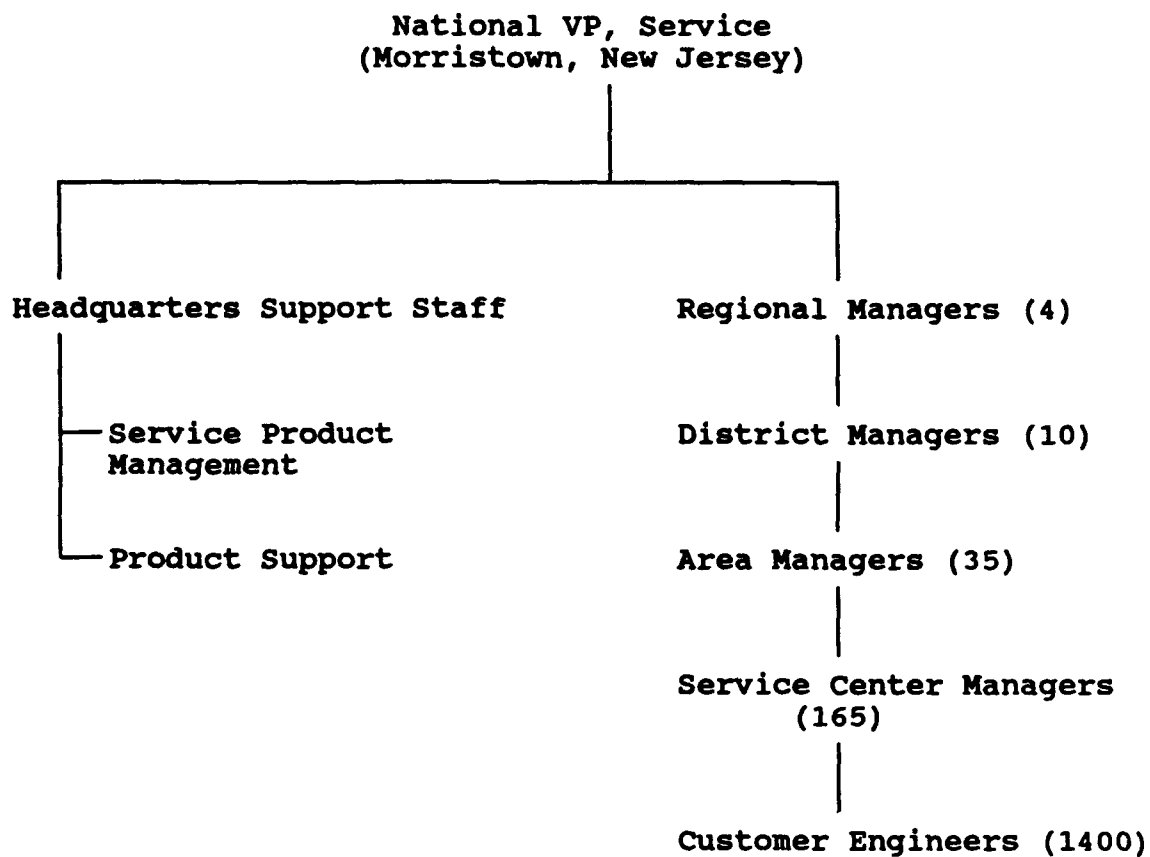 National VP, Service
(Morristown, New Jersey)
Headquarters Support Staff
Regional Managers (4)
Service Product
Management
District Managers (10)
Product Support
Area Managers (35)
Service Center Managers
(165)
Customer Engineers (1400)